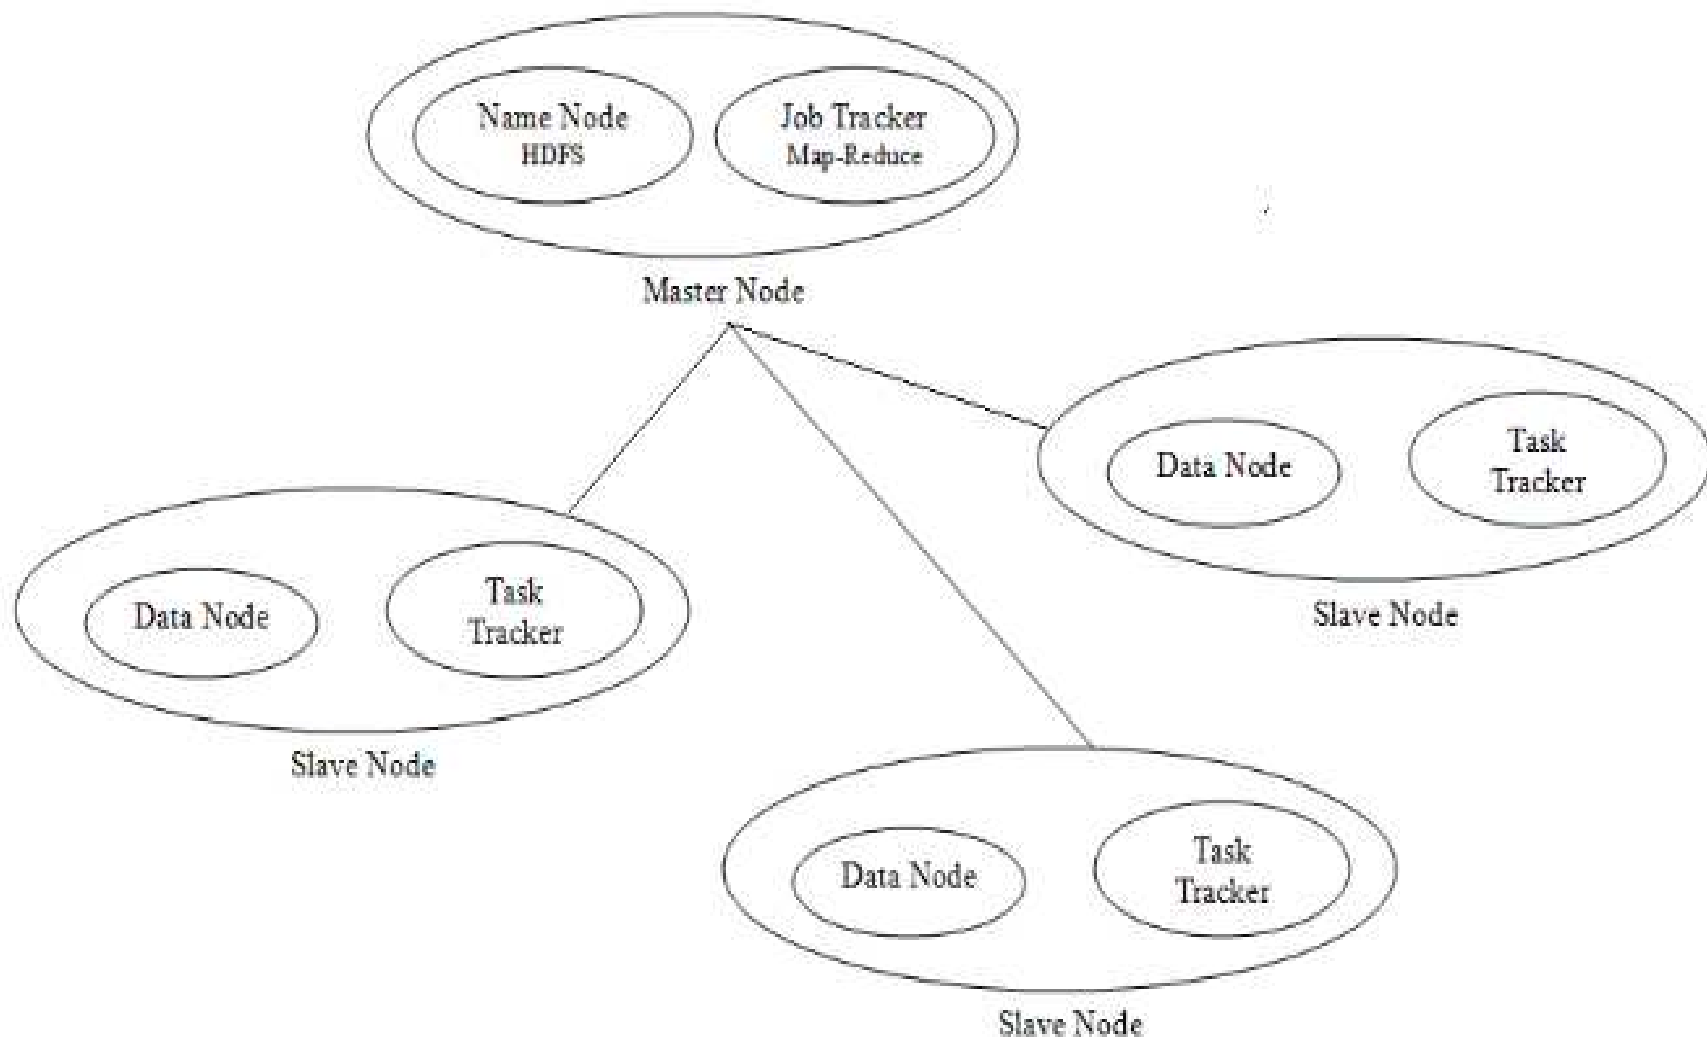 Name Node
HDFS
Job Tracker
Map-Reduce
Master Node
Data Node
Task
Tracker
Slave Node
Data Node
Task
Tracker
Slave Node
Data Node
Task
Tracker
Slave Node